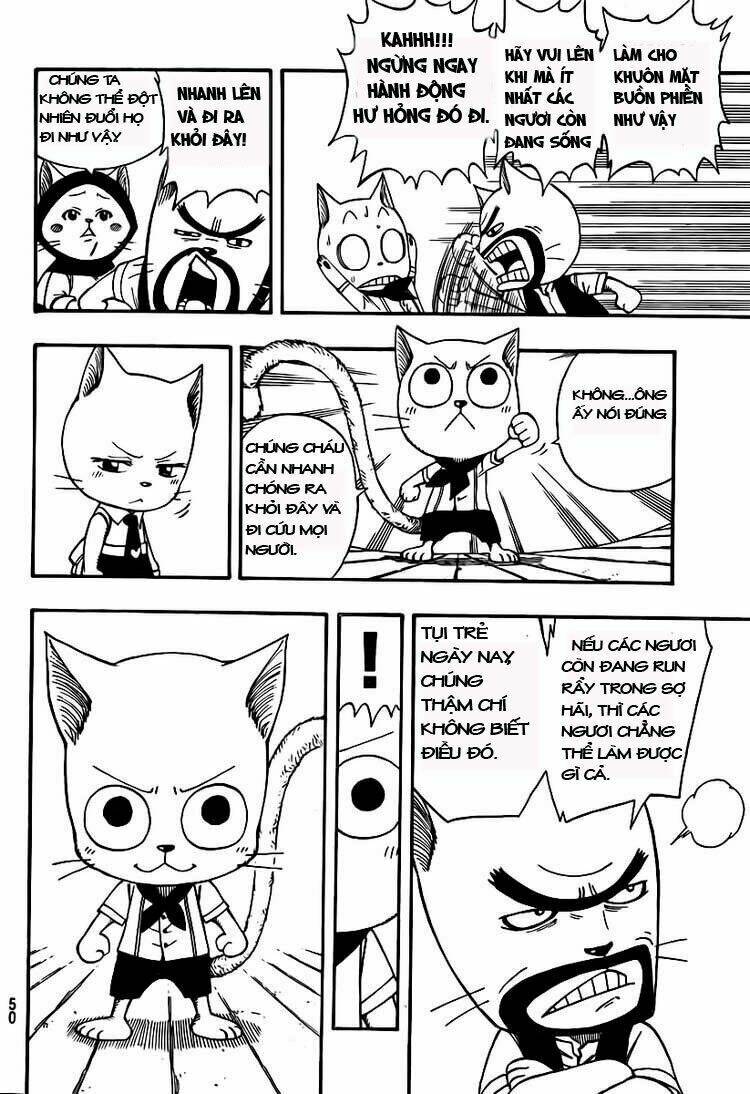 LÀM CHO
KHUÔN MẶT
BUỒN PHIỀN
NHƯ VẬY
HÃY VUI LÊN
KHI MÀ ÍT
NHẤT CÁC
NGƯƠI CÒN
ĐANG SỐNG
KAHHH!!!
NGỪNG NGAY
HÀNH ĐỘNG
HƯ HỎNG ĐÓ ĐI.
NHANH LÊN
VÀ ĐI RA
KHỎI ĐÂY!
CHÚNG TA
KHÔNG THỂ ĐỘT
NHIÊN ĐUỔI HỌ
ĐI NHƯ VẬY
KHÔNG...ÔNG
ẤY NÓI ĐÚNG
CHÚNG CHÁU
CẦN NHANH
CHÓNG RA
KHỎI ĐÂY VÀ
ĐI CỨU MỌI
NGƯỜI.
NẾU CÁC NGƯƠI
CÒN ĐANG RUN
RẨY TRONG SỢ
HÃI, THÌ CÁC
NGƯƠI CHẲNG
THỂ LÀM ĐƯỢC
GÌ CẢ.
TỤI TRẺ
NGÀY NAY,
CHÚNG
THẬM CHÍ
KHÔNG BIẾT
ĐIỀU ĐÓ.
!
50